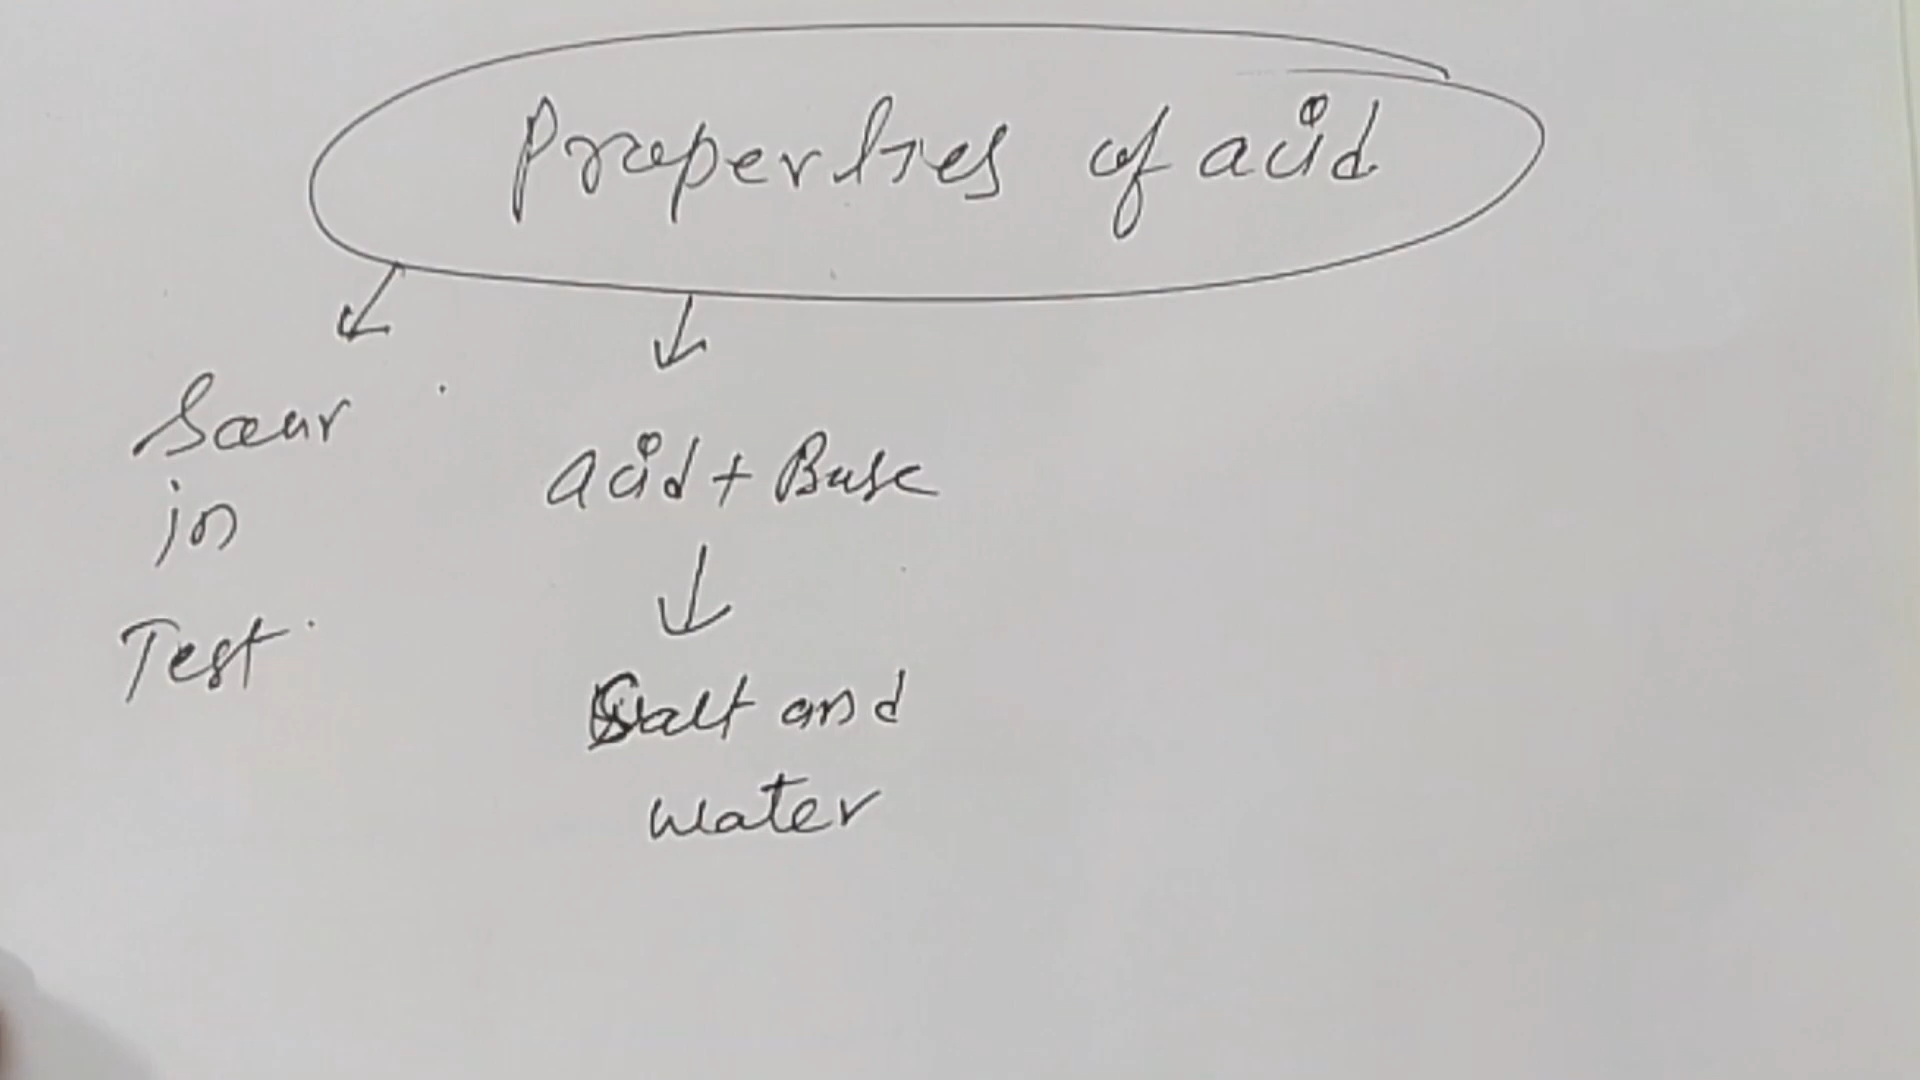 Properties of acid
Sour
in
Test
acid + Base
Salt and
water